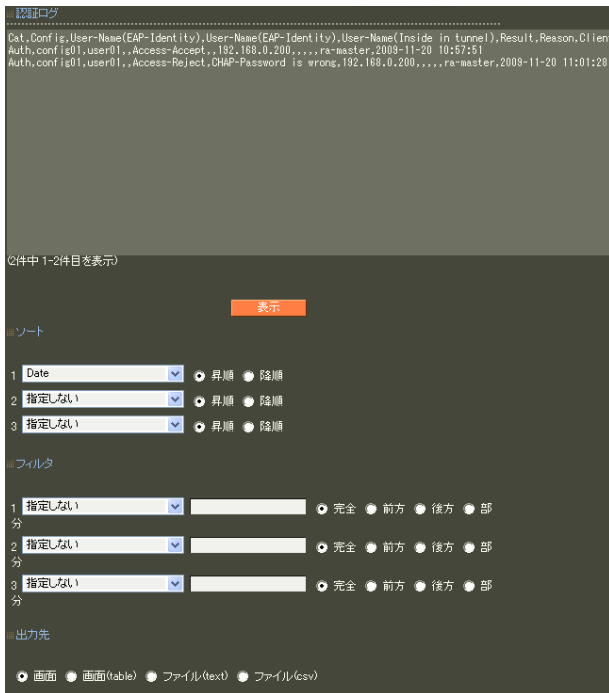 認証ログ
Cat,Config,User-Name(EAP-Identity),User-Name(EAP-Identity),User-Name(Inside in tunnel),Result,Reason,Clien
Auth,config01,user01,,Access-Accept,,192.168.0.200,,,,,ra-master,2009-11-20 10:57:51
Auth,config01,user01,,Access-Reject,CHAP-Password is wrong,192.168.0.200,,,,,ra-master,2009-11-20 11:01:28
(2件中 1-2件目を表示)
表示
ソート
1 Date 昇順 降順
2 指定しない 昇順 降順
3 指定しない 昇順 降順
フィルタ
1 指定しない 完全 前方 後方 部
分
2 指定しない 完全 前方 後方 部
分
3 指定しない 完全 前方 後方 部
分
出力先
画面 画面(table) ファイル(text) ファイル(csv)